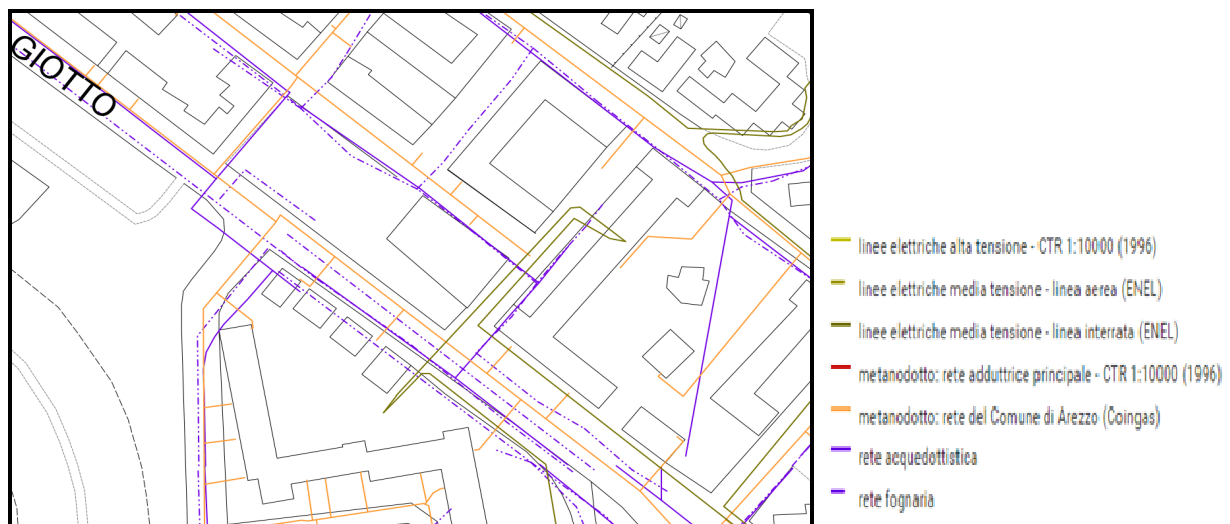 GIOTTO
linee elettriche alta tensione - CTR 1:10000 (1996)
linee elettriche media tensione - linea aerea (ENEL)
linee elettriche media tensione - linea interrata (ENEL)
metanodotto: rete adduttrice principale - CTR 1:10000 (1996)
metanodotto: rete del Comune di Arezzo (Coingas)
rete acquedottistica
rete fognaria